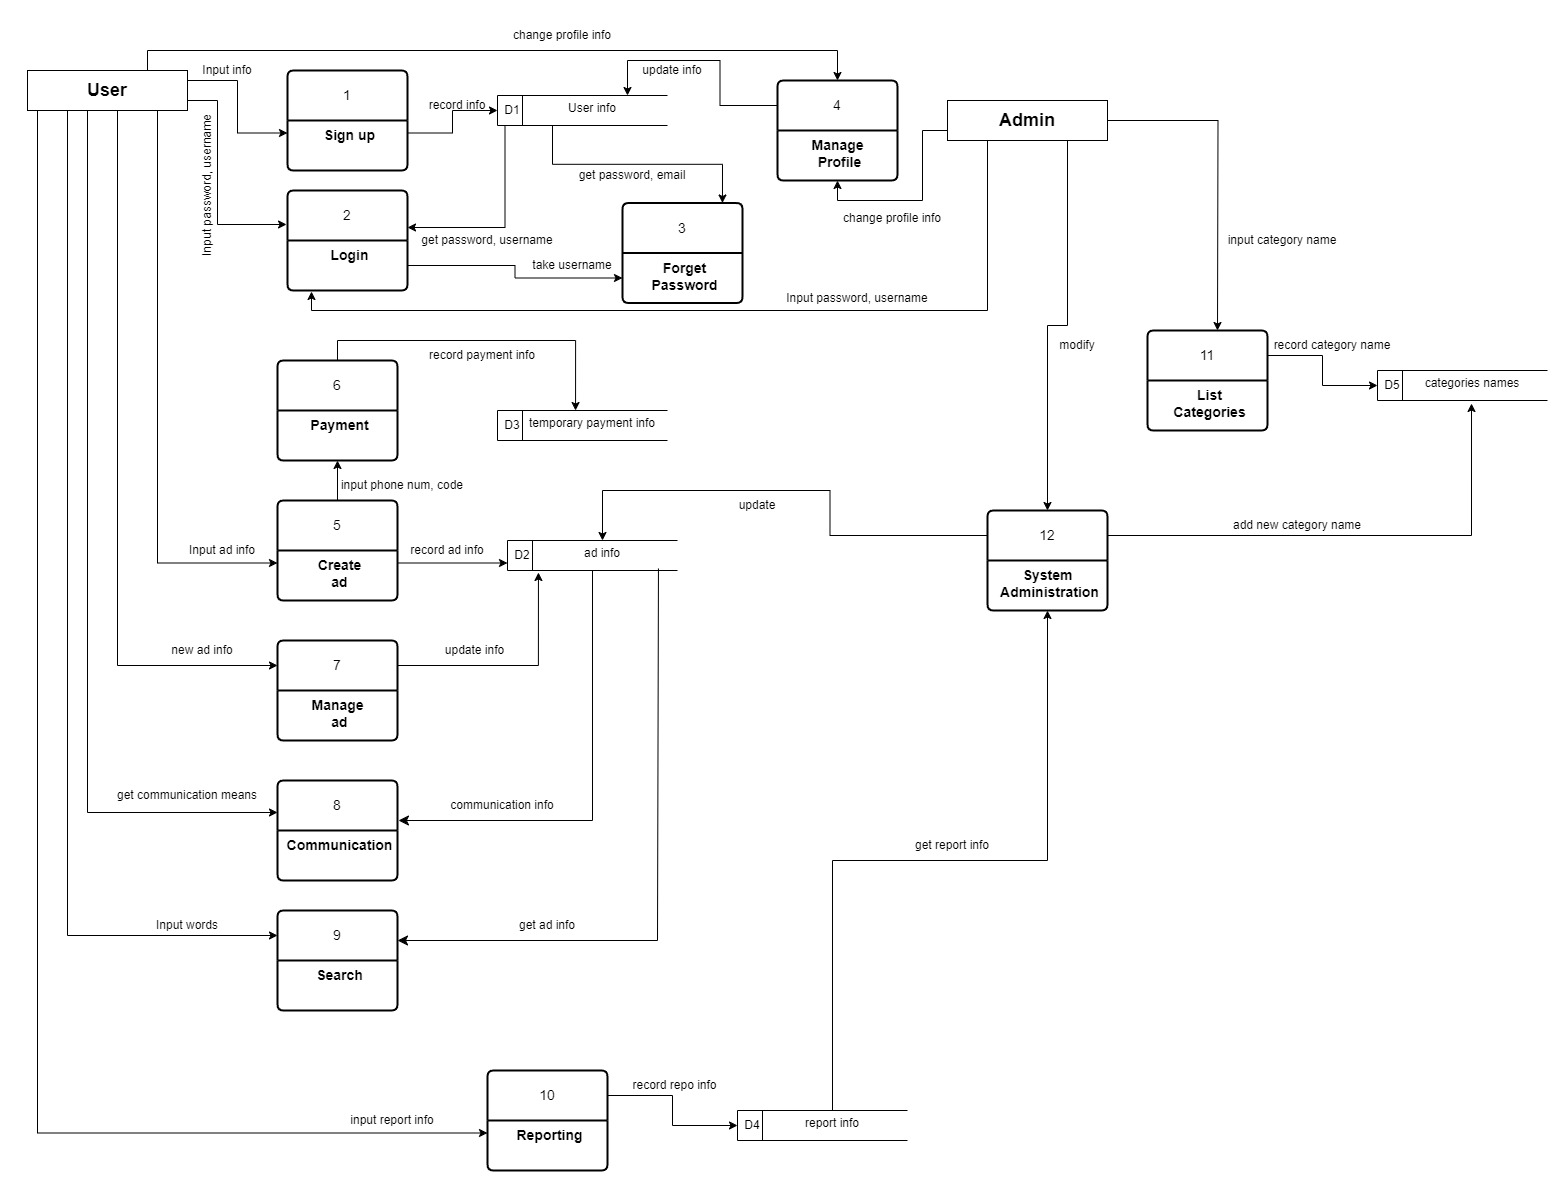 change profile info
User
Input info
Input password, username
1
Sign up
record info
D1
User info
update info
4
Manage
Profile
Admin
get password, email
change profile info
2
Login
get password, username
take username
3
Forget
Password
Input password, username
input category name
modify
11
List
Categories
record category name
D5
categories names
record payment info
6
Payment
D3
temporary payment info
input phone num, code
5
Create
ad
Input ad info
record ad info
D2
ad info
update
12
System
Administration
add new category name
new ad info
7
Manage
ad
update info
get communication means
8
Communication
communication info
get report info
Input words
9
Search
get ad info
input report info
10
Reporting
record repo info
D4
report info